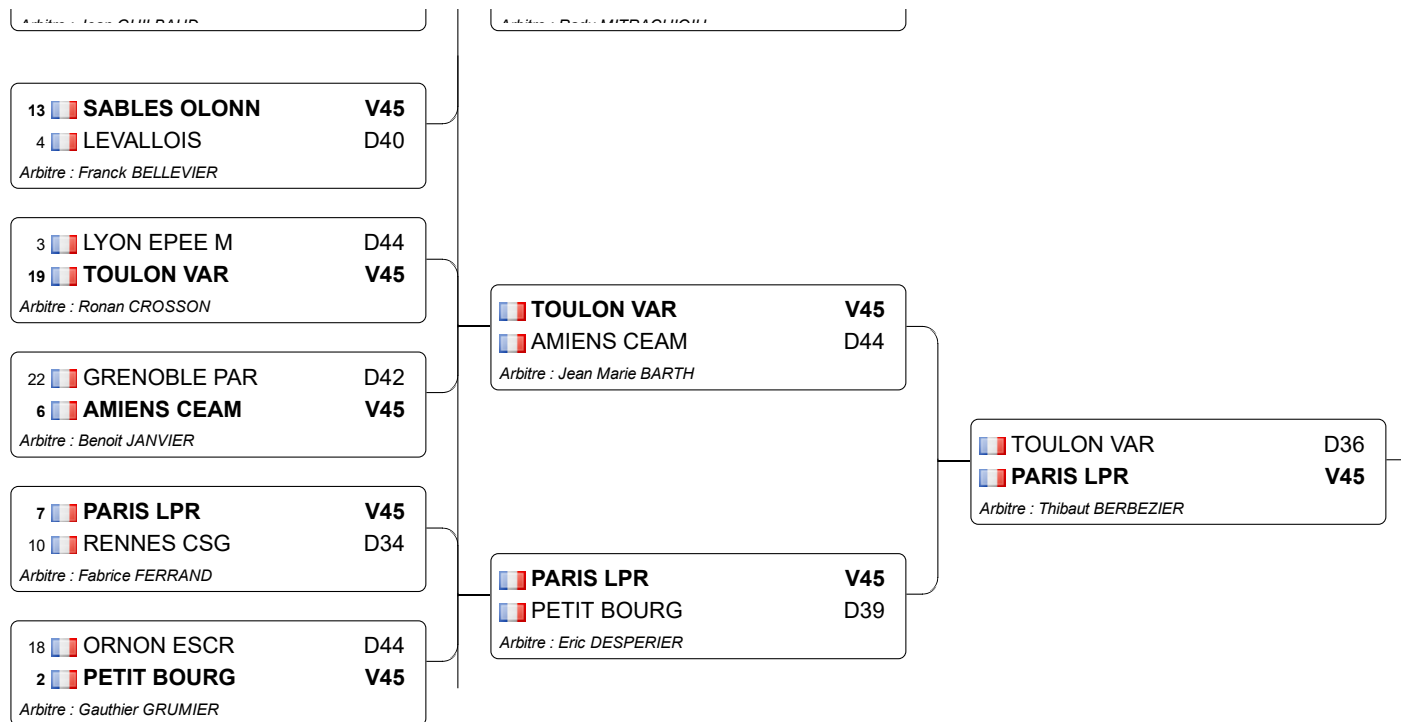 13 SABLES OLONN V45
4 LEVALLOIS D40
Arbitre : Franck BELLEVIER
3 LYON EPEE M D44
19 TOULON VAR V45
Arbitre : Ronan CROSSON
22 GRENOBLE PAR D42
6 AMIENS CEAM V45
Arbitre : Benoit JANVIER
7 PARIS LPR V45
10 RENNES CSG D34
Arbitre : Fabrice FERRAND
18 ORNON ESCR D44
2 PETIT BOURG V45
Arbitre : Gauthier GRUMIER
TOULON VAR V45
AMIENS CEAM D44
Arbitre : Jean Marie BARTH
PARIS LPR V45
PETIT BOURG D39
Arbitre : Eric DESPERIER
TOULON VAR D36
PARIS LPR V45
Arbitre : Thibaut BERBEZIER